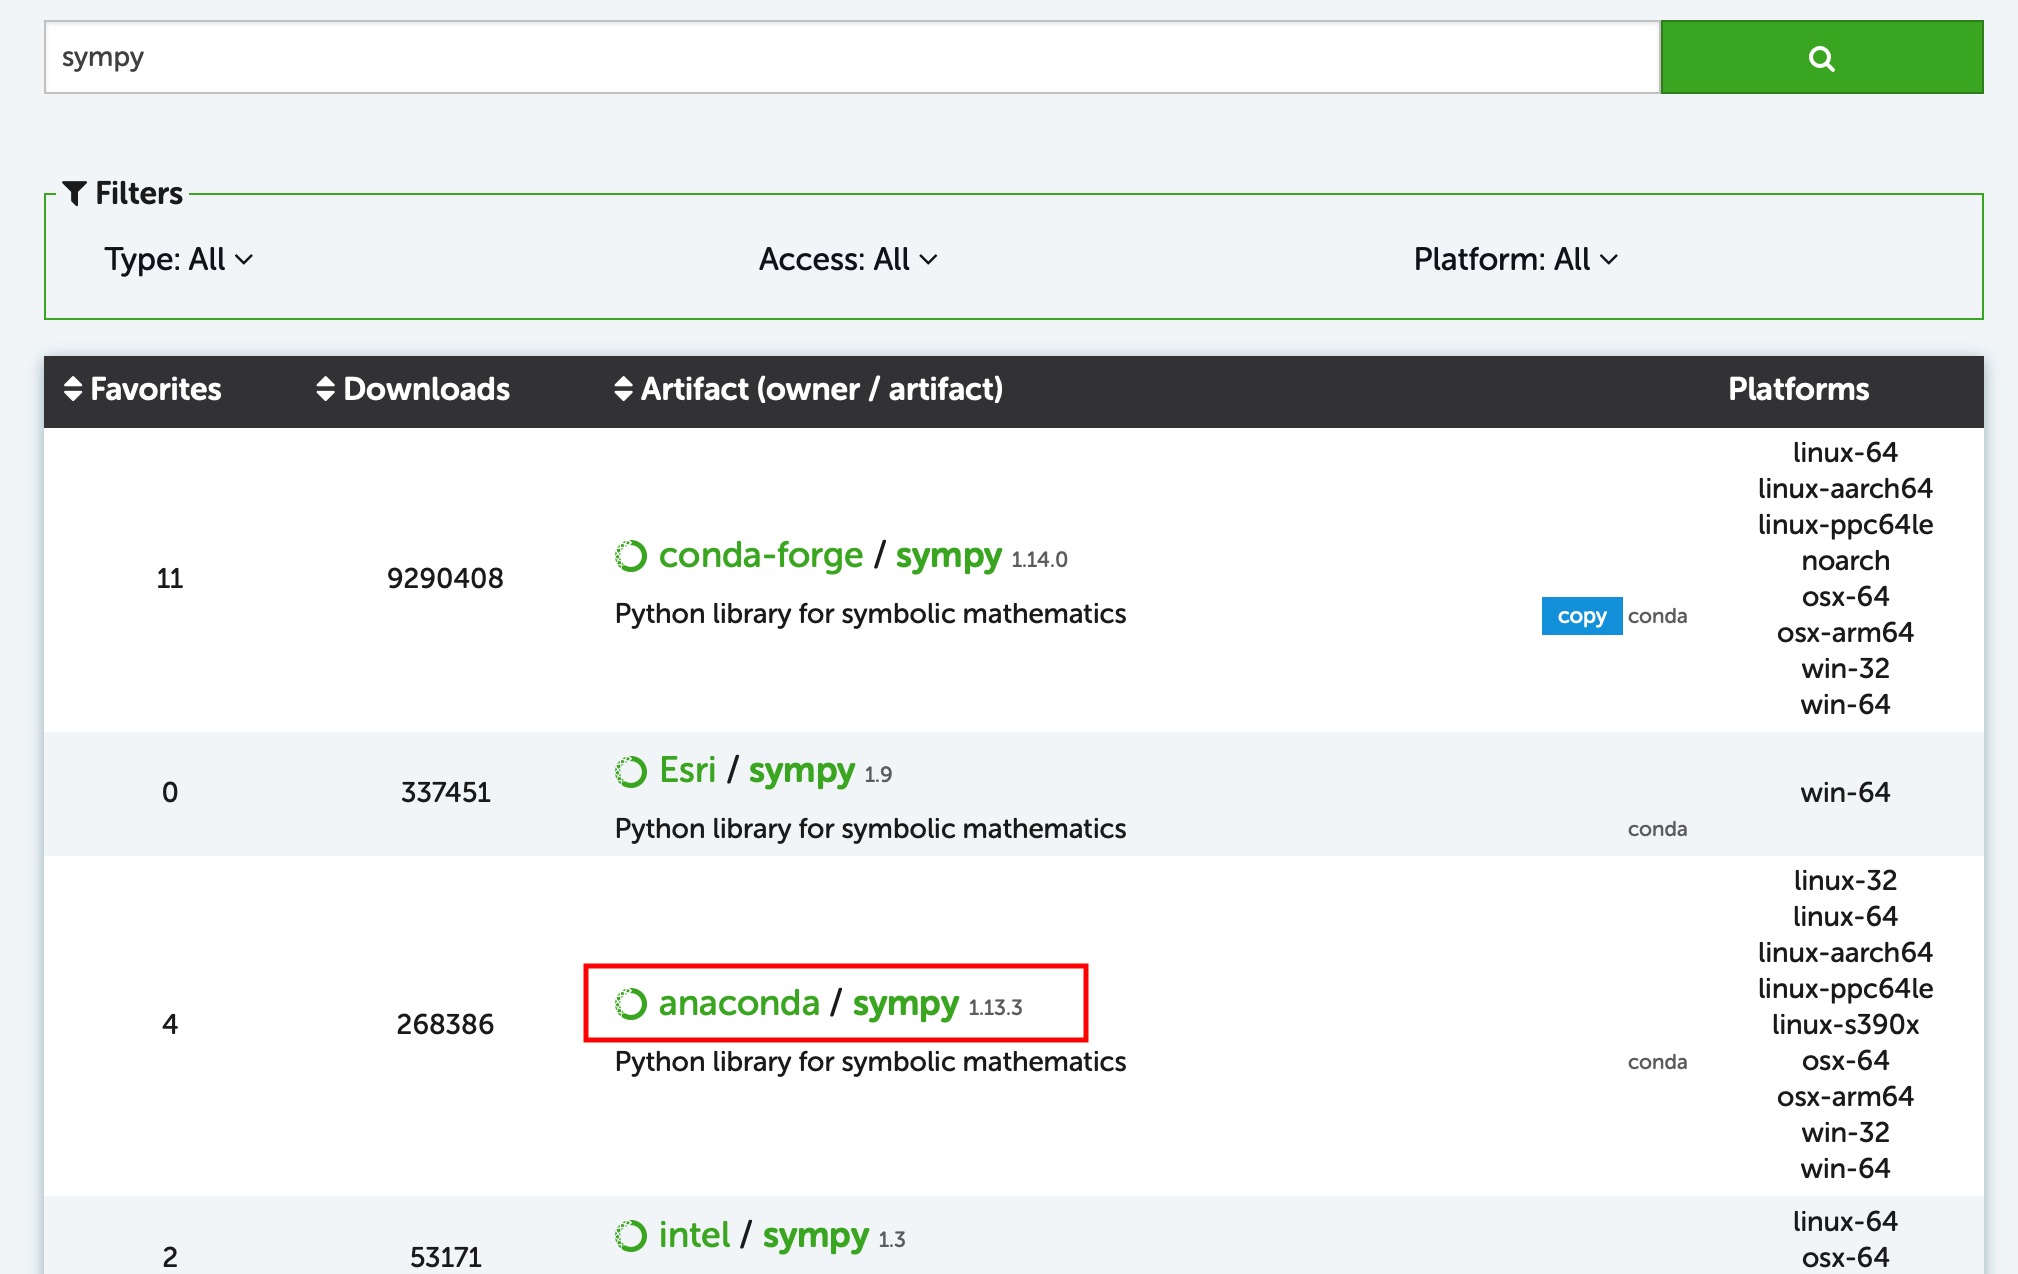 sympy
Filters
Type: All
Access: All
Platform: All
Favorites
Downloads
Artifact (owner / artifact)
Platforms
11
9290408
conda-forge / sympy 1.14.0
Python library for symbolic mathematics
copy
conda
linux-64
linux-aarch64
linux-ppc64le
noarch
osx-64
osx-arm64
win-32
win-64
0
337451
Esri / sympy 1.9
Python library for symbolic mathematics
conda
win-64
4
268386
anaconda / sympy 1.13.3
Python library for symbolic mathematics
conda
linux-32
linux-64
linux-aarch64
linux-ppc64le
linux-s390x
osx-64
osx-arm64
win-32
win-64
2
53171
intel / sympy 1.3
linux-64
osx-64